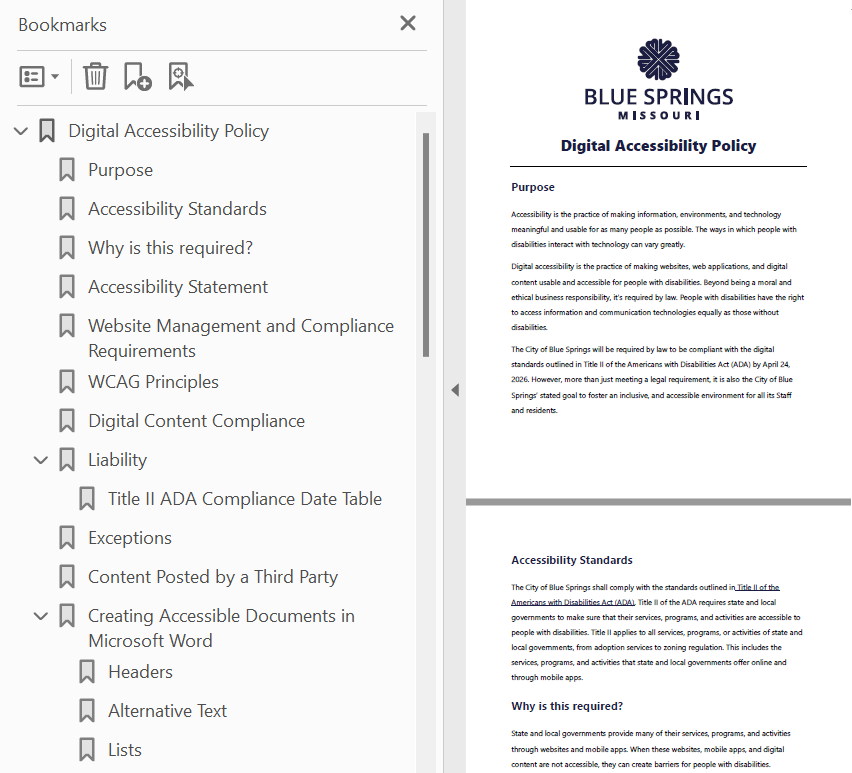 Bookmarks
Digital Accessibility Policy
Purpose
Accessibility Standards
Why is this required?
Accessibility Statement
Website Management and Compliance
Requirements
WCAG Principles
Digital Content Compliance
Liability
Title II ADA Compliance Date Table
Exceptions
Content Posted by a Third Party
Creating Accessible Documents in
Microsoft Word
Headers
Alternative Text
Lists
BLUE SPRINGS
MISSOURI
Digital Accessibility Policy
Purpose
Accessibility is the practice of making information, environments, and technology
meaningful and usable for as many people as possible. The ways in which people with
disabilities interact with technology can vary greatly.
Digital accessibility is the practice of making websites, web applications, and digital
content usable and accessible for people with disabilities. Beyond being a moral and
ethical business responsibility, it's required by law. People with disabilities have the right
to access information and communication technologies equally as those without
disabilities.
The City of Blue Springs will be required by law to be compliant with the digital
standards outlined in Title II of the Americans with Disabilities Act (ADA) by April 24,
2026. However, more than just meeting a legal requirement, it is also the City of Blue
Springs' stated goal to foster an inclusive, and accessible environment for all its Staff
and residents.
Accessibility Standards
The City of Blue Springs shall comply with the standards outlined in Title II of the
Americans with Disabilities Act (ADA). Title II of the ADA requires state and local
governments to make sure that their services, programs, and activities are accessible to
people with disabilities. Title II applies to all services, programs, or activities of state and
local governments, from adoption services to zoning regulation. This includes the
services, programs, and activities that state and local governments offer online and
through mobile apps.
Why is this required?
State and local governments provide many of their services, programs, and activities
through websites and mobile apps. When these websites, mobile apps, and digital
content are not accessible, they can create barriers for people with disabilities.